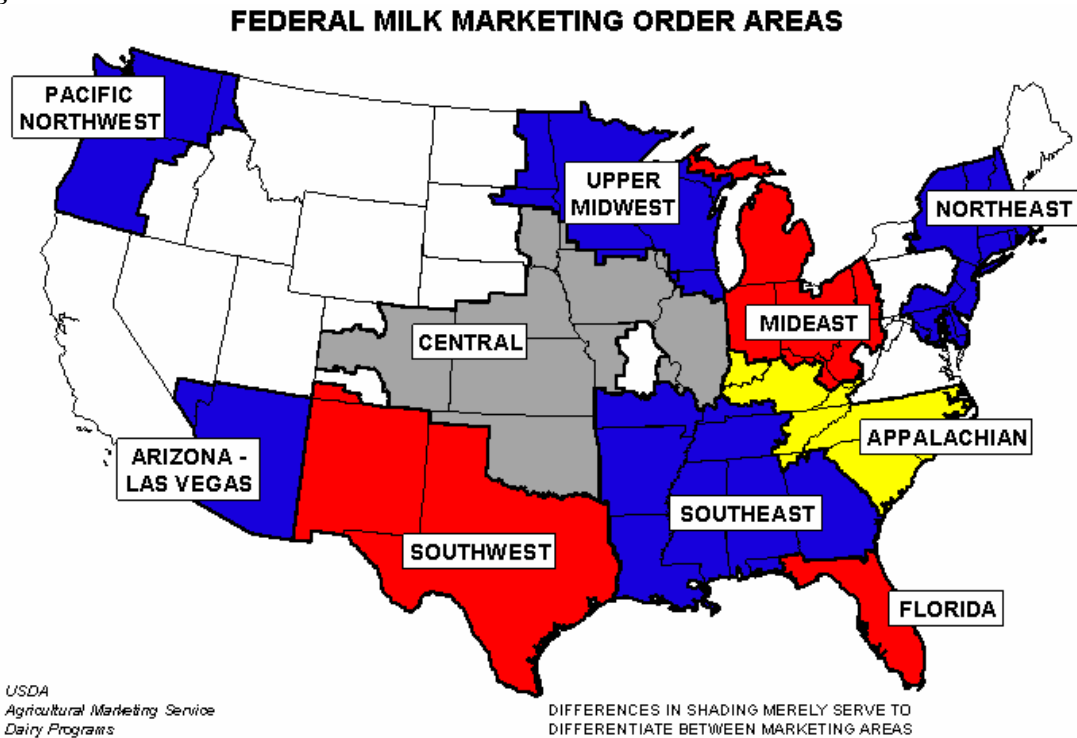 FEDERAL MILK MARKETING ORDER AREAS
PACIFIC
NORTHWEST
UPPER
MIDWEST
NORTHEAST
MIDEAST
CENTRAL
APPALACHIAN
ARIZONA -
LAS VEGAS
SOUTHEAST
SOUTHWEST
FLORIDA
USDA
Agricultural Marketing Service
Dairy Programs
DIFFERENCES IN SHADING MERELY SERVE TO
DIFFERENTIATE BETWEEN MARKETING AREAS